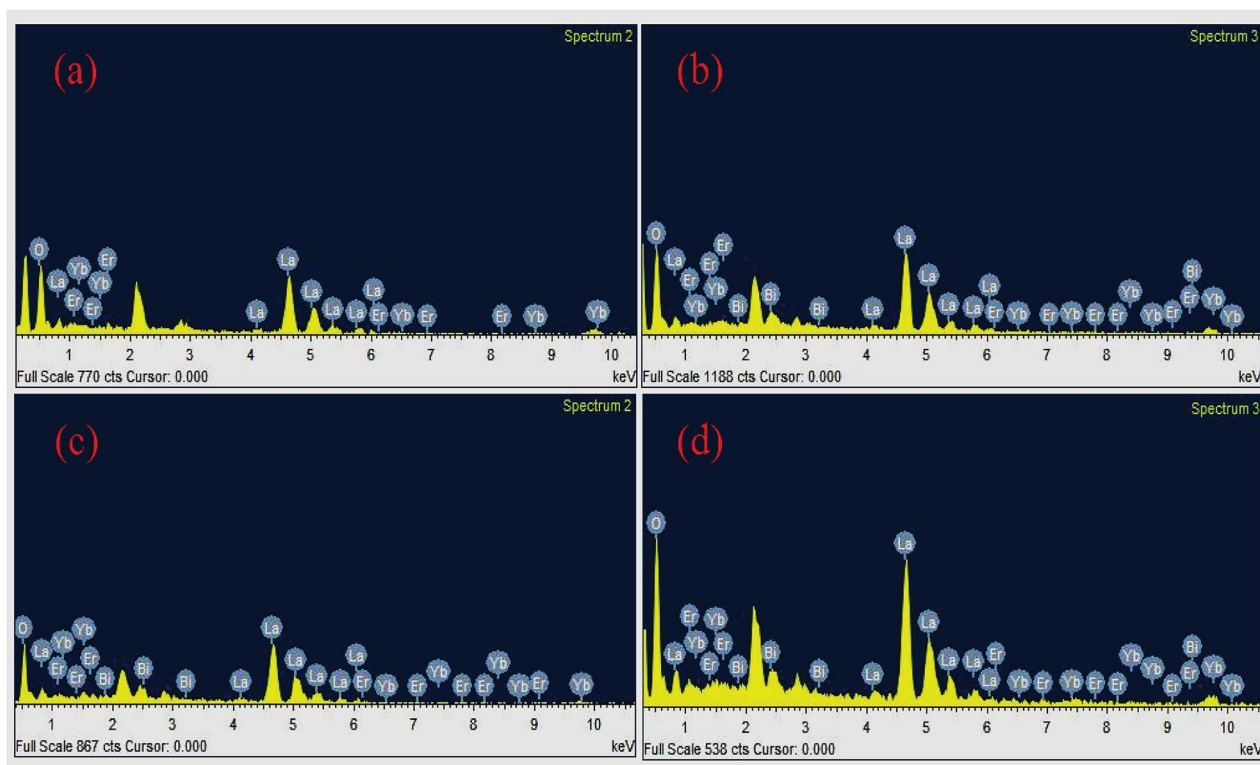 Spectrum 2
(a)
Er
O Yb La
La Yb La La
Er Er La La La Er Yb Er Er Yb Yb
1 2 3 4 5 6 7 8 9 10
Full Scale 770 cts Cursor: 0.000 keV
Spectrum 3
(b)
O Er La
La Er Bi
Er Yb La La Yb Er Yb
Yb Bi Bi Bi La La La Er Yb Er Yb Er Er Yb Er Yb
1 2 3 4 5 6 7 8 9 10
Full Scale 1188 cts Cursor: 0.000 keV
Spectrum 2
(c)
O Yb La
La Yb Er La La Yb Yb
Er Er Bi Bi Bi La La La Er Yb Er Er Er Yb Er Yb
1 2 3 4 5 6 7 8 9 10
Full Scale 867 cts Cursor: 0.000 keV
Spectrum 3
(d)
O La
Er Yb La
La Yb Er Bi La Er Yb Bi
Er Bi Bi La La La Yb Er Yb Er Er Yb Er Er Yb Yb
1 2 3 4 5 6 7 8 9 10
Full Scale 538 cts Cursor: 0.000 keV